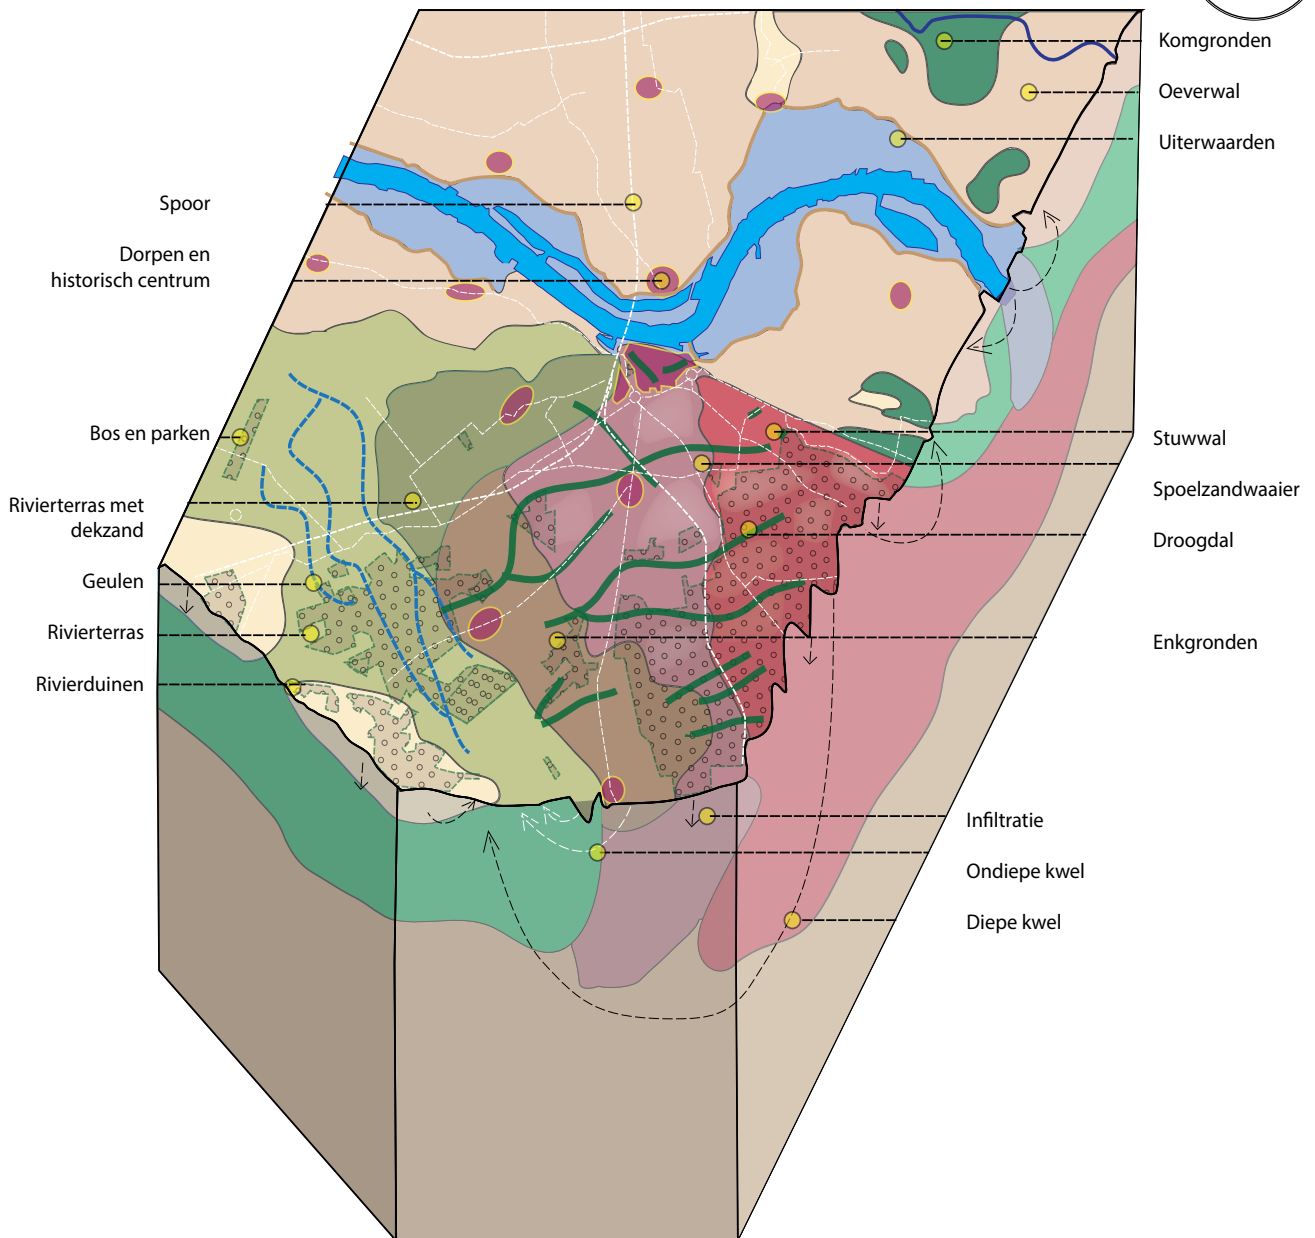 Komgronden
Oeverwal
Uiterwaarden
Spoor
Dorpen en
historisch centrum
Bos en parken
Rivierterras met
dekzand
Geulen
Rivierterras
Rivierduinen
Stuwwal
Spoelzandwaaier
Droogdal
Enkgronden
Infiltratie
Ondiepe kwel
Diepe kwel